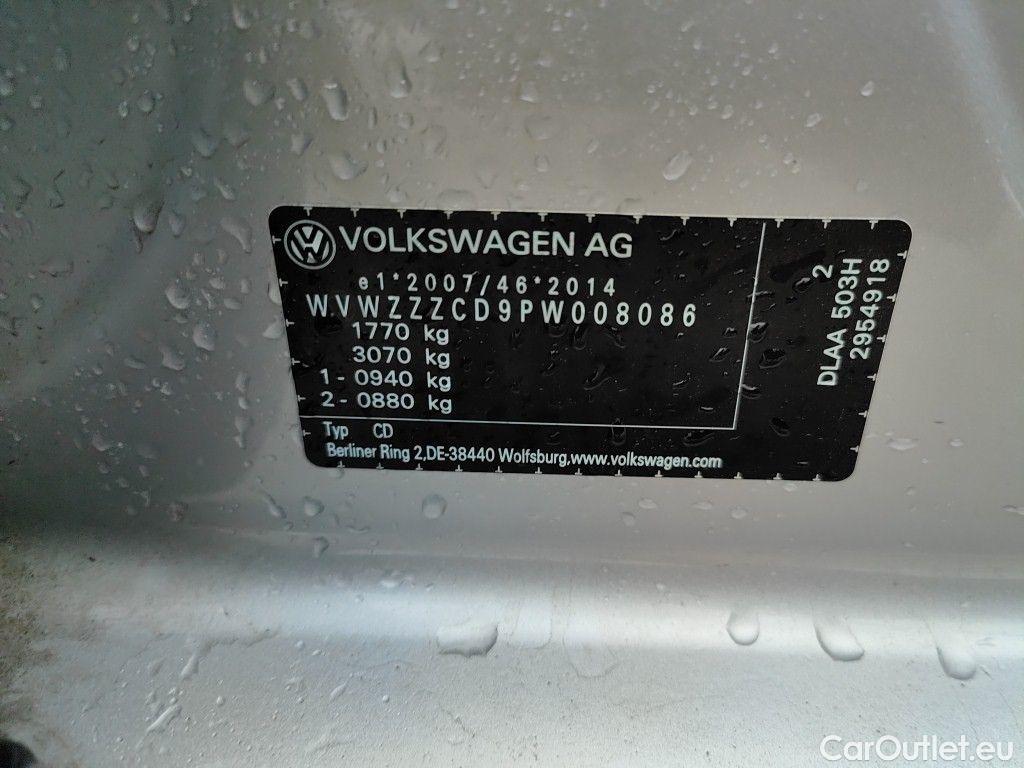 VOLKSWAGEN AG
e1*2007/46*2014
WVWZZZCD9PW008086
1770 kg
3070 kg
1 - 0940 kg
2 - 0880 kg
Typ CD
Berliner Ring 2,DE-38440 Wolfsburg,www.volkswagen.com
2
DLAA 503H
2954918
CarOutlet.eu